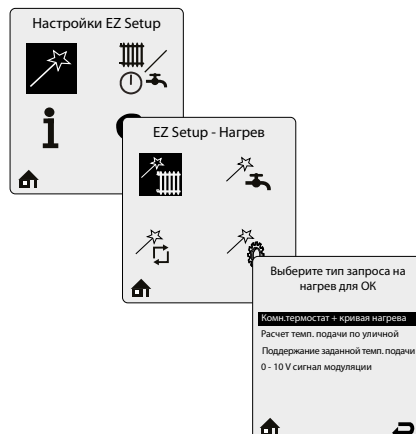 Настройки EZ Setup
EZ Setup - Нагрев
Выберите тип запроса на
нагрев для ОК
Комн.термостат + кривая нагрева
Расчет темп. подачи по уличной
Поддержание заданной темп. подачи
0 - 10 V сигнал модуляции